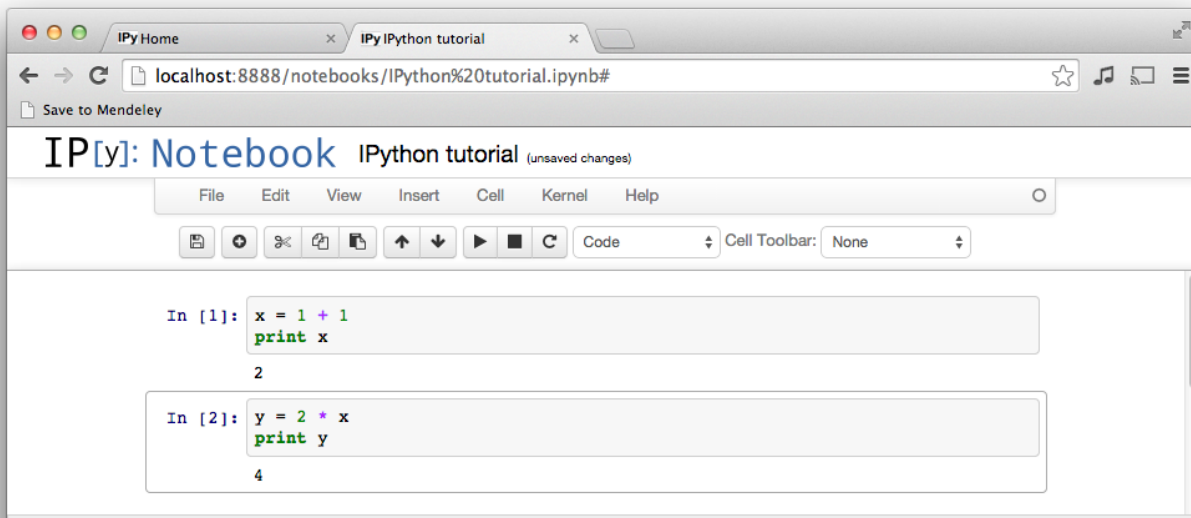 IPy Home IPy IPython tutorial
localhost:8888/notebooks/IPython%20tutorial.ipynb#
Save to Mendeley
IP[y]: Notebook IPython tutorial (unsaved changes)
File Edit View Insert Cell Kernel Help
Code Cell Toolbar: None
In [1]: x = 1 + 1
print x
2
In [2]: y = 2 * x
print y
4